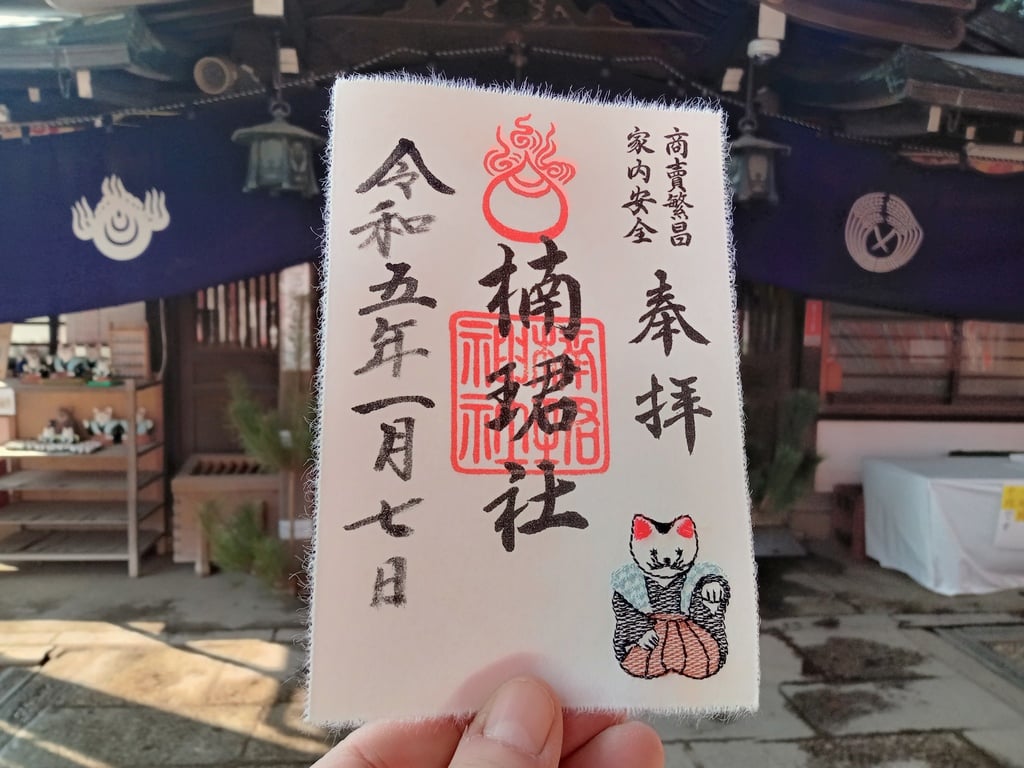 商賣繁昌
家内安全
奉拝
楠珺社
令和五年一月七日